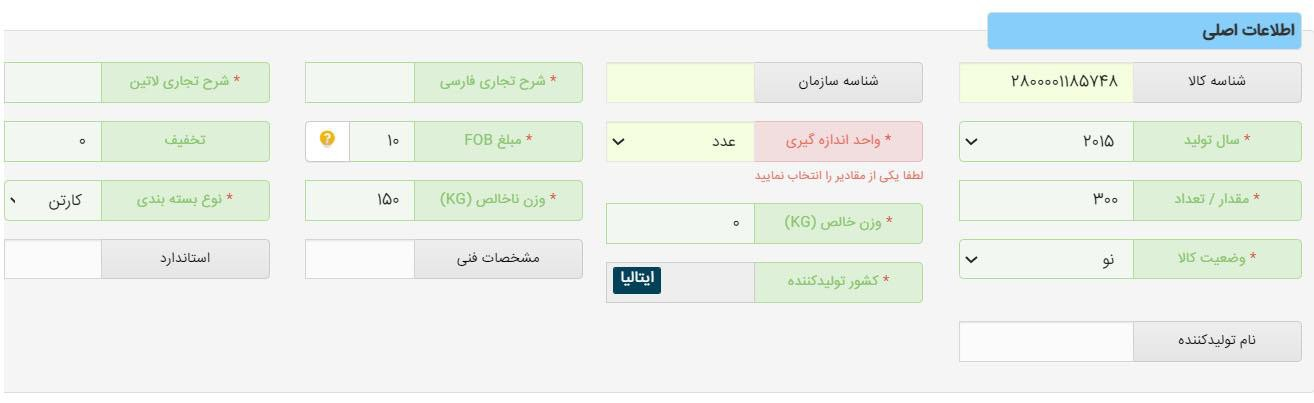 اطلاعات اصلی
شناسه کالا ۲۸۰۰۰۰۱۱۸۵۷۴۸ شناسه سازمان * شرح تجاری فارسی * شرح تجاری لاتین
* سال تولید ۲۰۱۵ * واحد اندازه گیری عدد * مبلغ FOB ۱۰ تخفیف ۰
لطفا یکی از مقادیر را انتخاب نمایید
* مقدار / تعداد ۳۰۰ * وزن خالص (KG) ۰ * وزن ناخالص (KG) ۱۵۰ * نوع بسته بندی کارتن
* وضعیت کالا نو * کشور تولیدکننده ایتالیا مشخصات فنی استاندارد
نام تولیدکننده